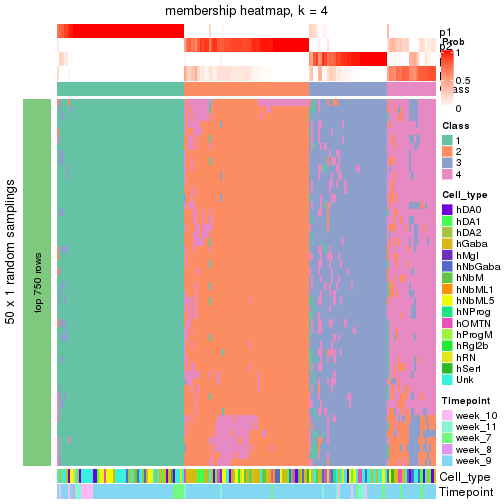 membership heatmap, k = 4
p1
Prob
1
0.5
0
Class
1
2
3
4
Cell_type
hDA0
hDA1
hDA2
hGaba
hMgl
hNbGaba
hNbM
hNbML1
hNbML5
hNProg
hOMTN
hProgM
hRgl2b
hRN
hSert
Unk
Timepoint
week_10
week_11
week_7
week_8
week_9
50 x 1 random samplings
top 750 rows
Cell_type
Timepoint